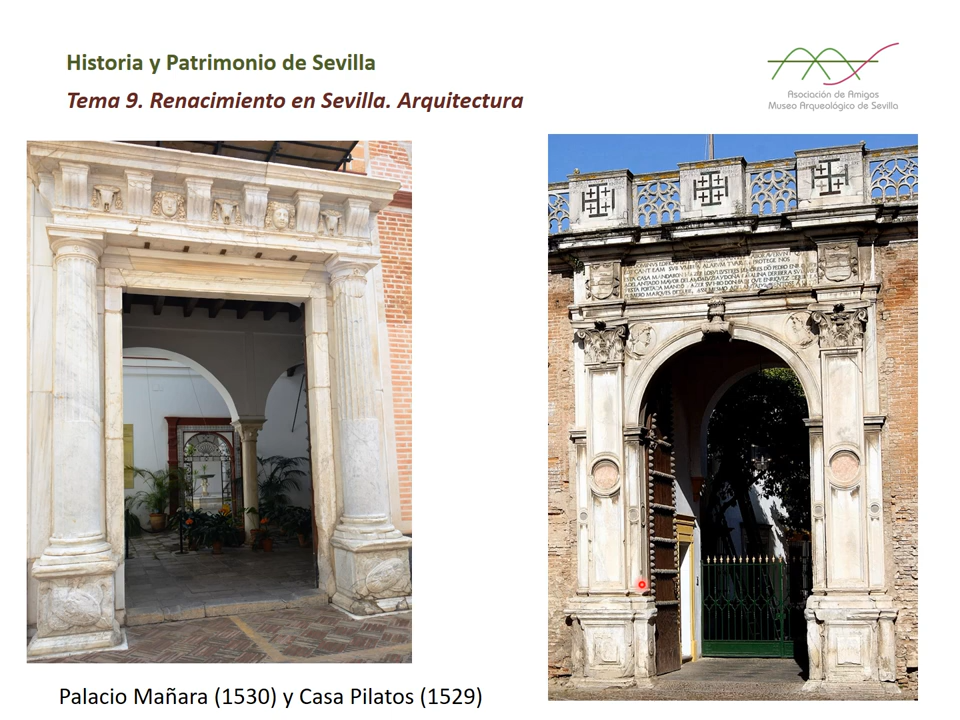 Historia y Patrimonio de Sevilla
Tema 9. Renacimiento en Sevilla. Arquitectura
Asociación de Amigos
Museo Arqueológico de Sevilla
Palacio Mañara (1530) y Casa Pilatos (1529)